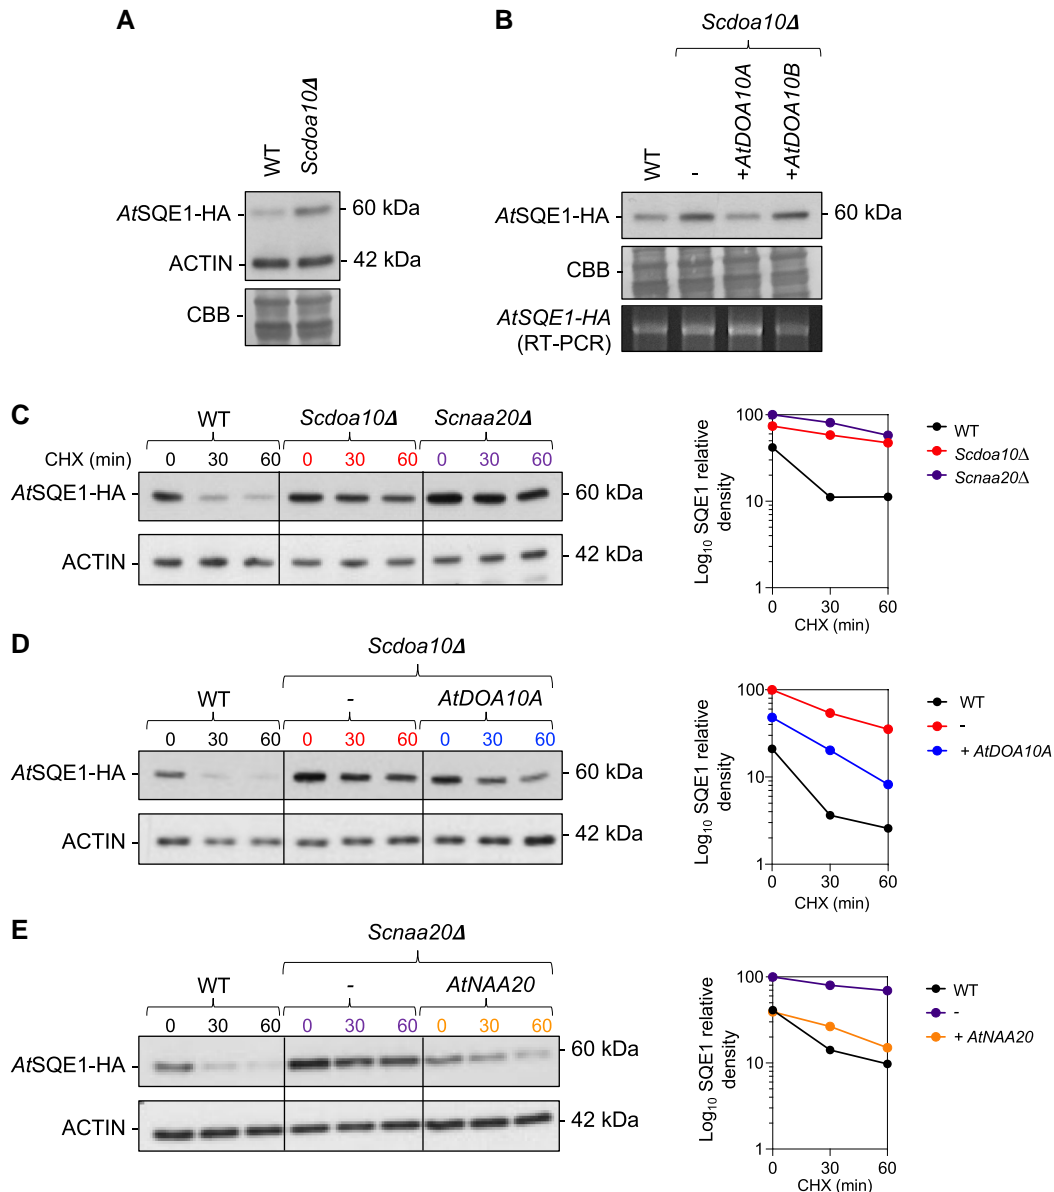 A
WT
Scdoa10Δ
AtSQE1-HA
60 kDa
ACTIN
42 kDa
CBB
B
Scdoa10Δ
WT
-
+AtDOA10A
+AtDOA10B
AtSQE1-HA
60 kDa
CBB
AtSQE1-HA
(RT-PCR)
C
WT Scdoa10Δ Scnaa20Δ
CHX (min) 0 30 60 0 30 60 0 30 60
AtSQE1-HA
60 kDa
ACTIN
42 kDa
Log10 SQE1 relative
density
100
10
1
0 30 60
CHX (min)
WT
Scdoa10Δ
Scnaa20Δ
D
Scdoa10Δ
WT - AtDOA10A
0 30 60 0 30 60 0 30 60
AtSQE1-HA
60 kDa
ACTIN
42 kDa
Log10 SQE1 relative
density
100
10
1
0 30 60
CHX (min)
WT
-
+ AtDOA10A
E
Scnaa20Δ
WT - AtNAA20
0 30 60 0 30 60 0 30 60
AtSQE1-HA
60 kDa
ACTIN
42 kDa
Log10 SQE1 relative
density
100
10
1
0 30 60
CHX (min)
WT
-
+ AtNAA20